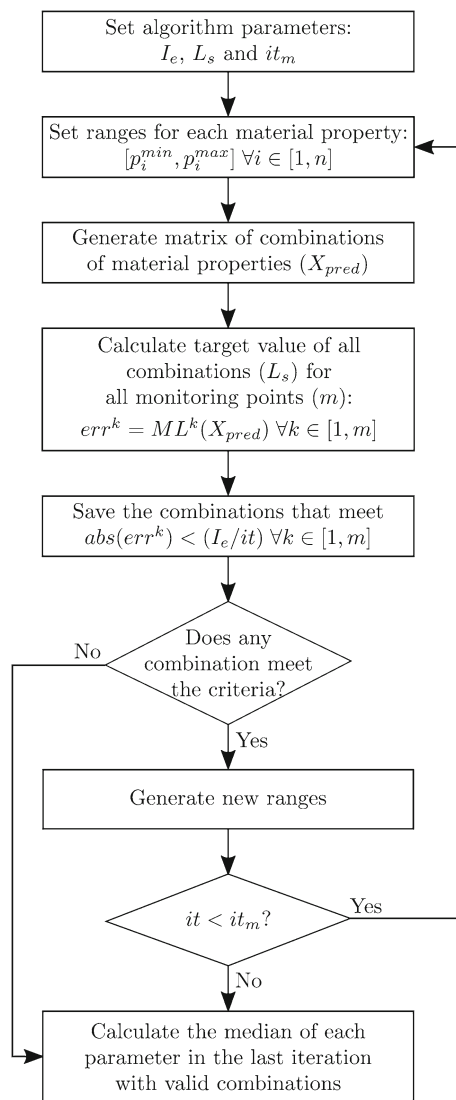 Set algorithm parameters:
I_e, L_s and it_m
Set ranges for each material property:
[p_i^{min}, p_i^{max}] ∀i ∈ [1, n]
Generate matrix of combinations
of material properties (X_{pred})
Calculate target value of all
combinations (L_s) for
all monitoring points (m):
err^k = ML^k(X_{pred}) ∀k ∈ [1, m]
Save the combinations that meet
abs(err^k) < (I_e/it) ∀k ∈ [1, m]
Does any
combination meet
the criteria?
No
Yes
Generate new ranges
it < it_m?
Yes
No
Calculate the median of each
parameter in the last iteration
with valid combinations